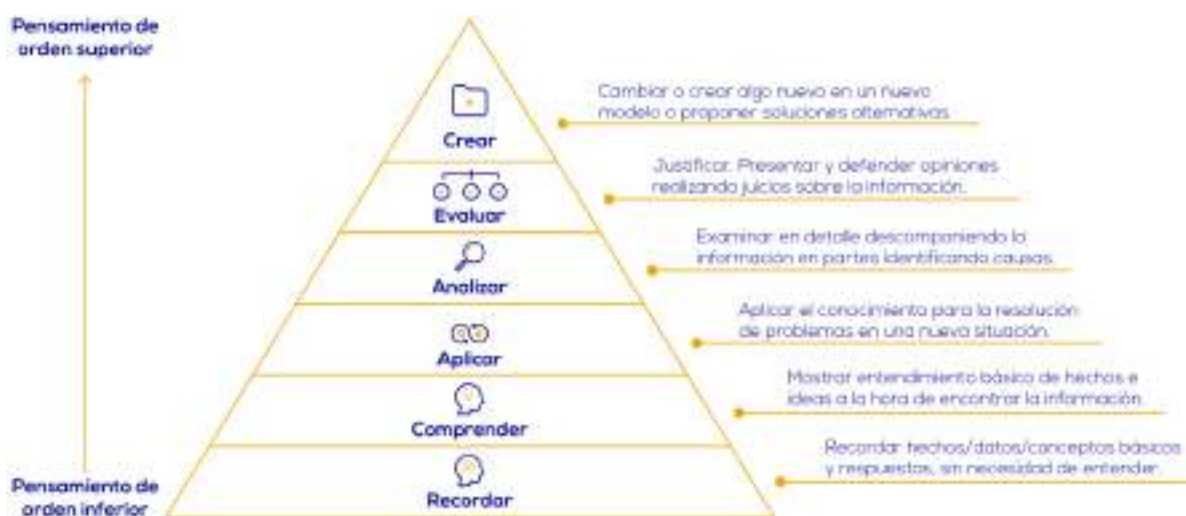 Pensamiento de
orden superior
Crear
Cambiar o crear algo nuevo en un nuevo
modelo o proponer soluciones alternativas.
Evaluar
Justificar. Presentar y defender opiniones
realizando juicios sobre la información.
Analizar
Examinar en detalle descomponiendo la
información en partes identificando causas.
Aplicar
Aplicar el conocimiento para la resolución
de problemas en una nueva situación.
Comprender
Mostrar entendimiento básico de hechos e
ideas a la hora de encontrar la información.
Recordar
Recordar hechos/datos/conceptos básicos
y respuestas, sin necesidad de entender.
Pensamiento de
orden inferior